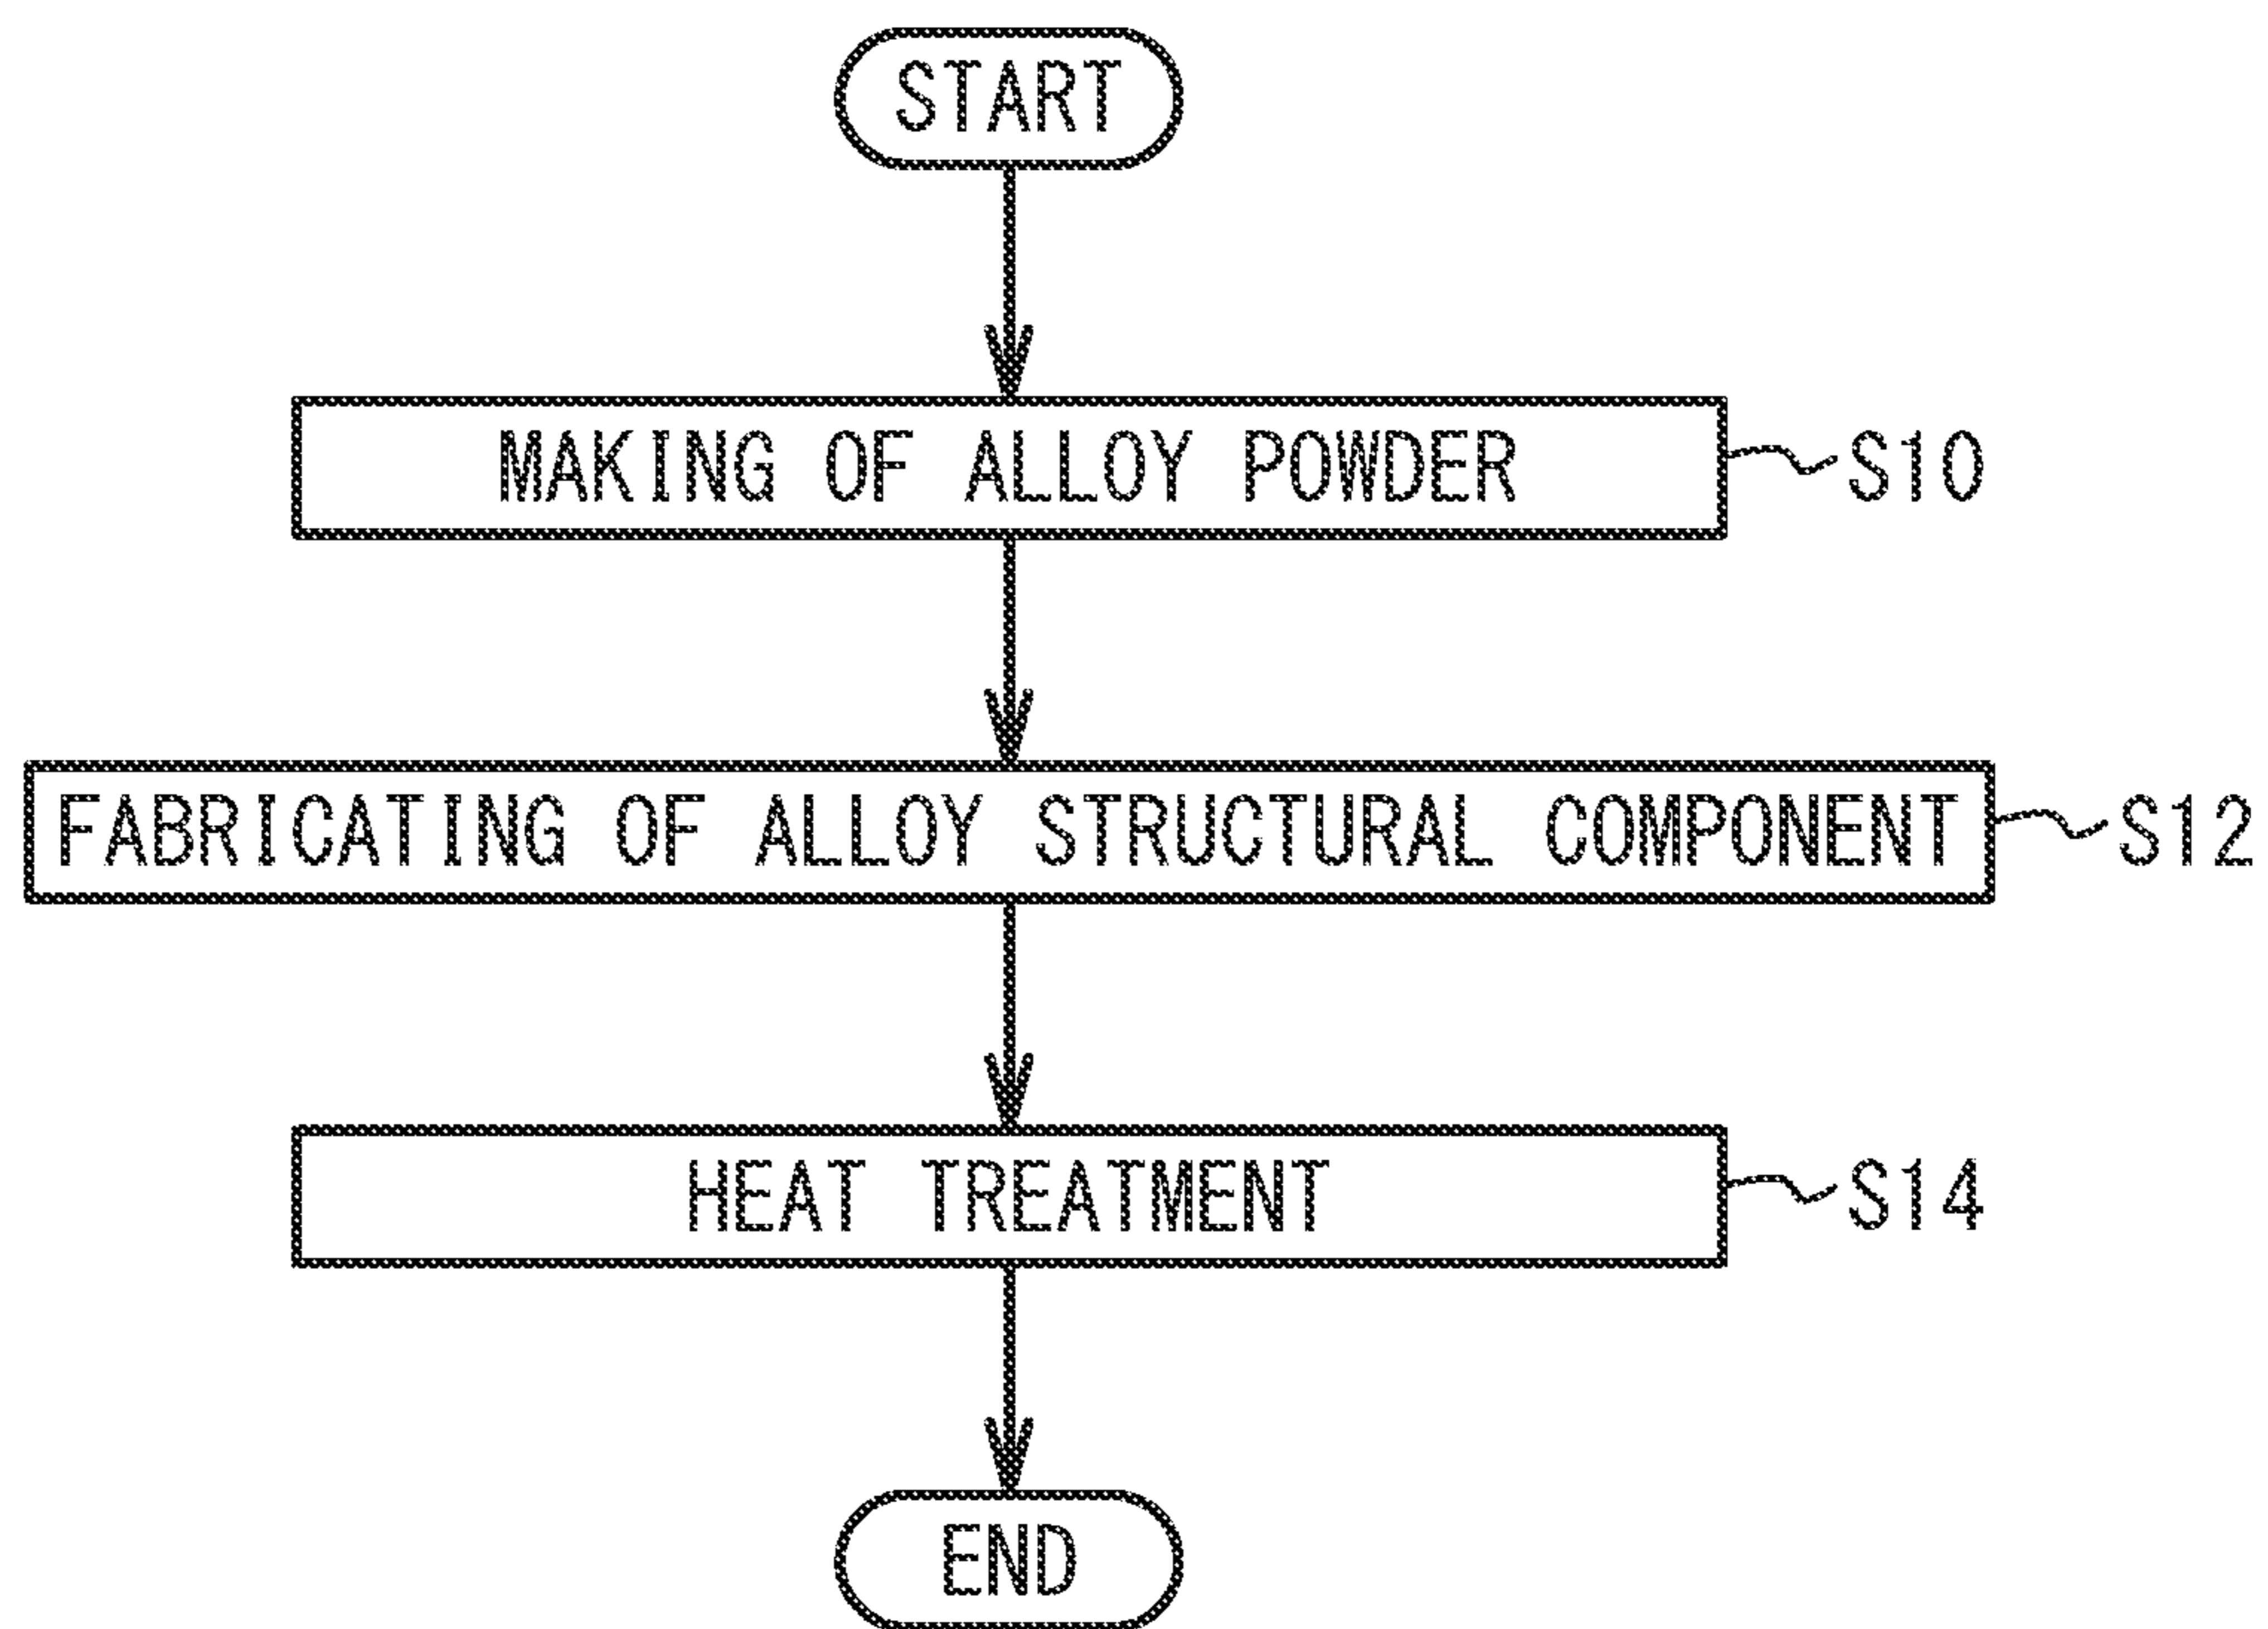 START
MAKING OF ALLOY POWDER
S10
FABRICATING OF ALLOY STRUCTURAL COMPONENT
S12
HEAT TREATMENT
S14
END